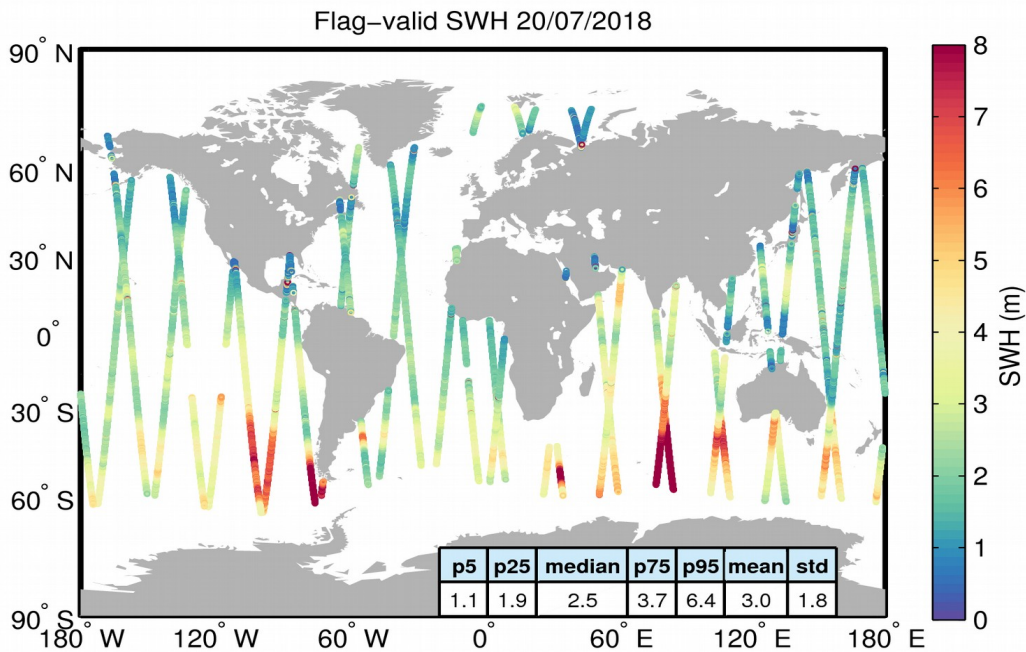 Flag-valid SWH 20/07/2018
90° N
60° N
30° N
0°
30° S
60° S
90° S
180° W
120° W
60° W
0°
60° E
120° E
180° E
8
7
6
5
4
3
2
1
0
SWH (m)
p5 p25 median p75 p95 mean std
1.1 1.9 2.5 3.7 6.4 3.0 1.8